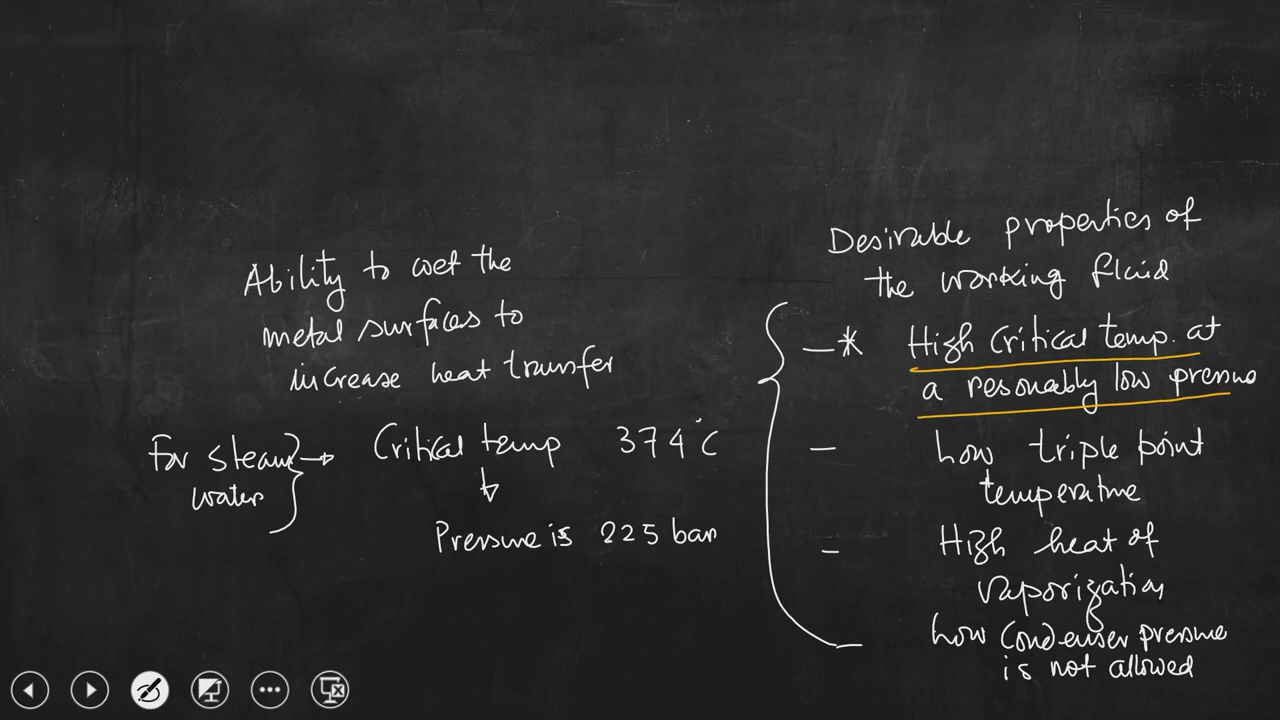 Ability to wet the
metal surfaces to
increase heat transfer
For steam
water
Critical temp 374°C
Pressure is 225 bar
Desirable properties of
the working fluid
* High Critical temp. at
a resonably low pressure
- Low triple point
temperature
- High heat of
vaporization
Low Condenser pressure
is not allowed